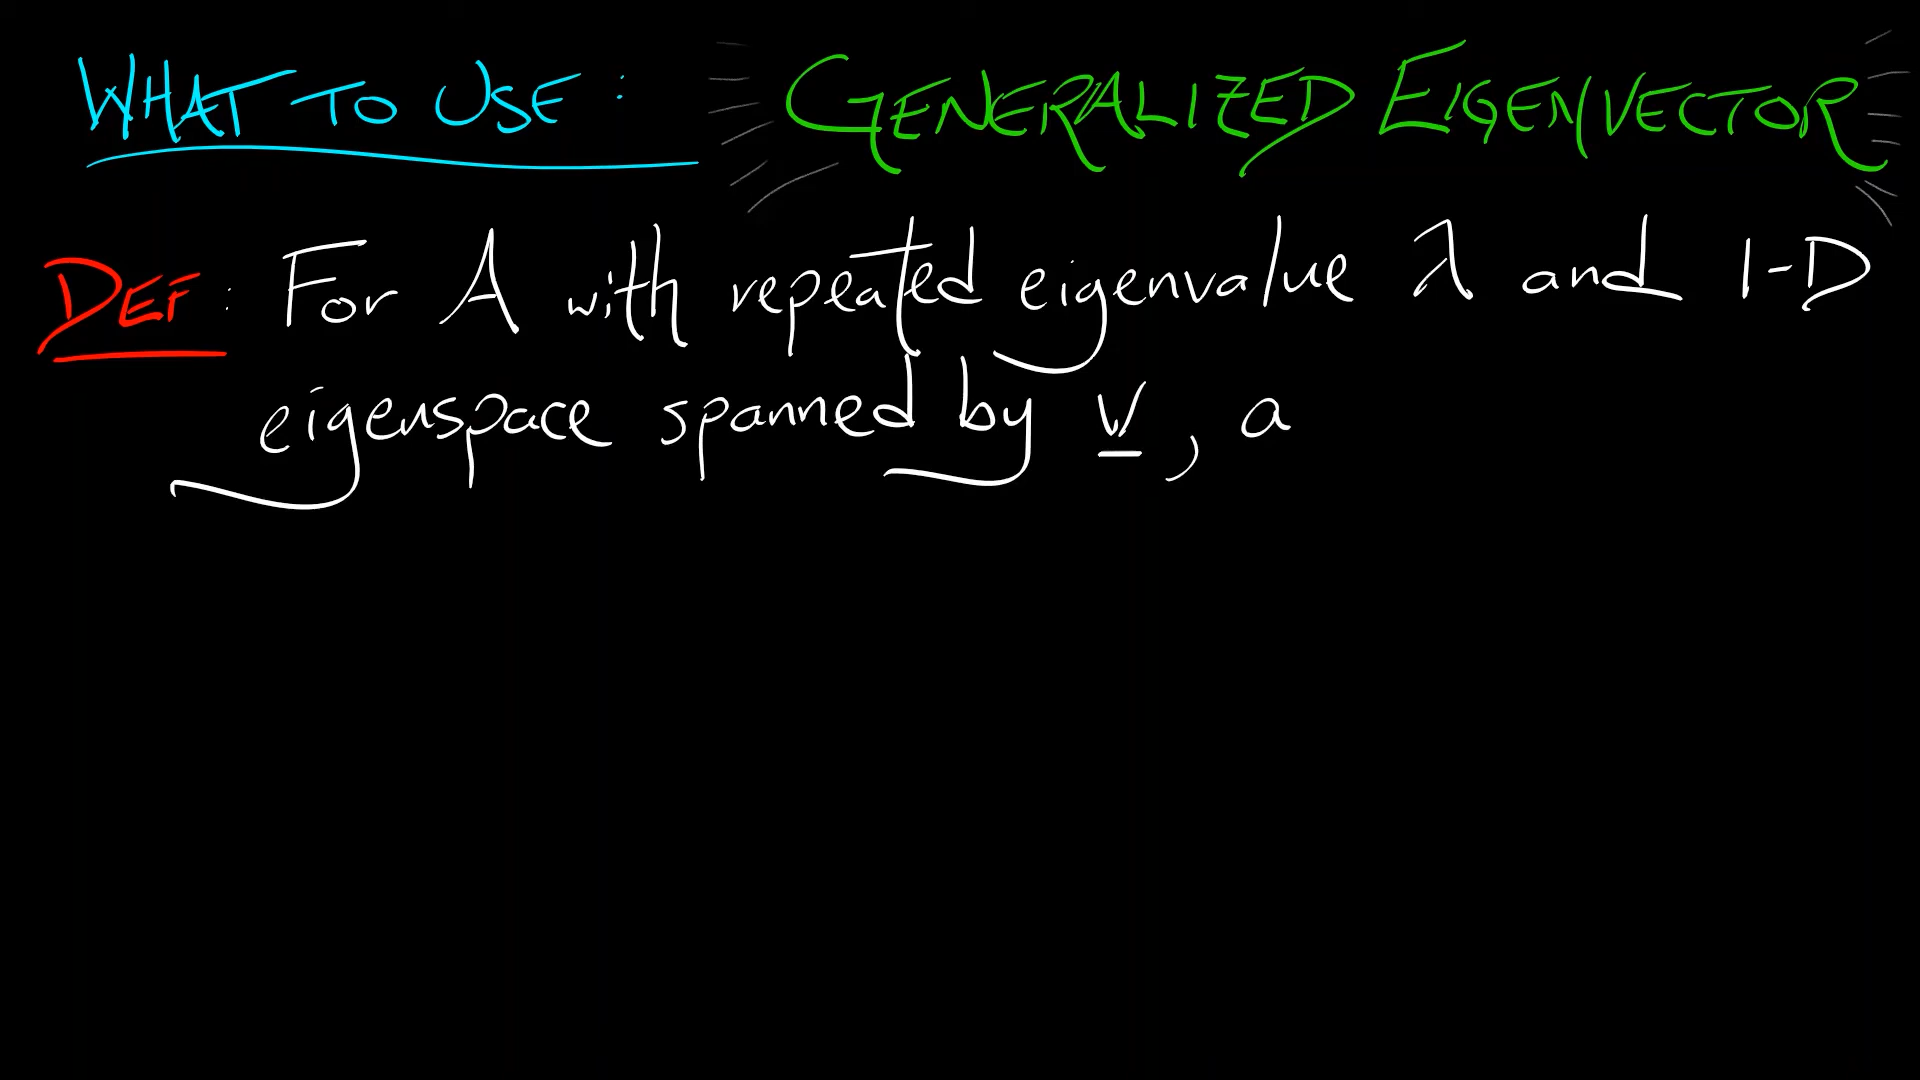 WHAT TO USE: GENERALIZED EIGENVECTOR
DEF: For A with repeated eigenvalue λ and 1-D
eigenspace spanned by v, a